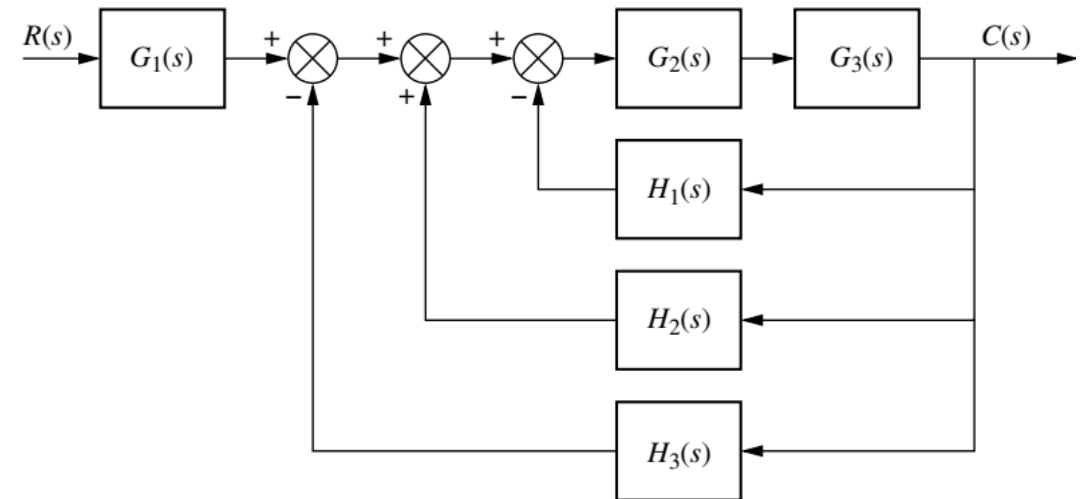 R(s)
G₁(s)
+
−
+
+
+
−
G₂(s)
G₃(s)
C(s)
H₁(s)
H₂(s)
H₃(s)